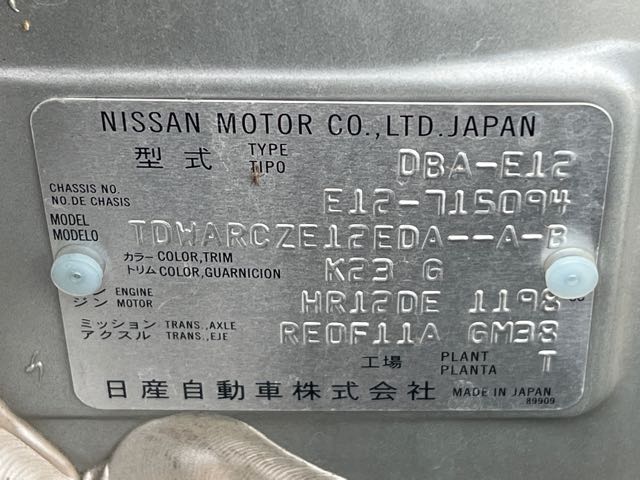 NISSAN MOTOR CO.,LTD.JAPAN
型式 TYPE TIPO DBA-E12
CHASSIS NO. NO.DE CHASIS E12-715094
MODEL MODELO TDWARCZE12EDA--A-B
カラー COLOR,TRIM トリム COLOR,GUARNICION K23 G
ン ENGINE ジン MOTOR HR12DE 1198
ミッション TRANS.,AXLE アクスル TRANS.,EJE RE0F11A GM38
工場 PLANT PLANTA T
日産自動車株式会社 MADE IN JAPAN
89909